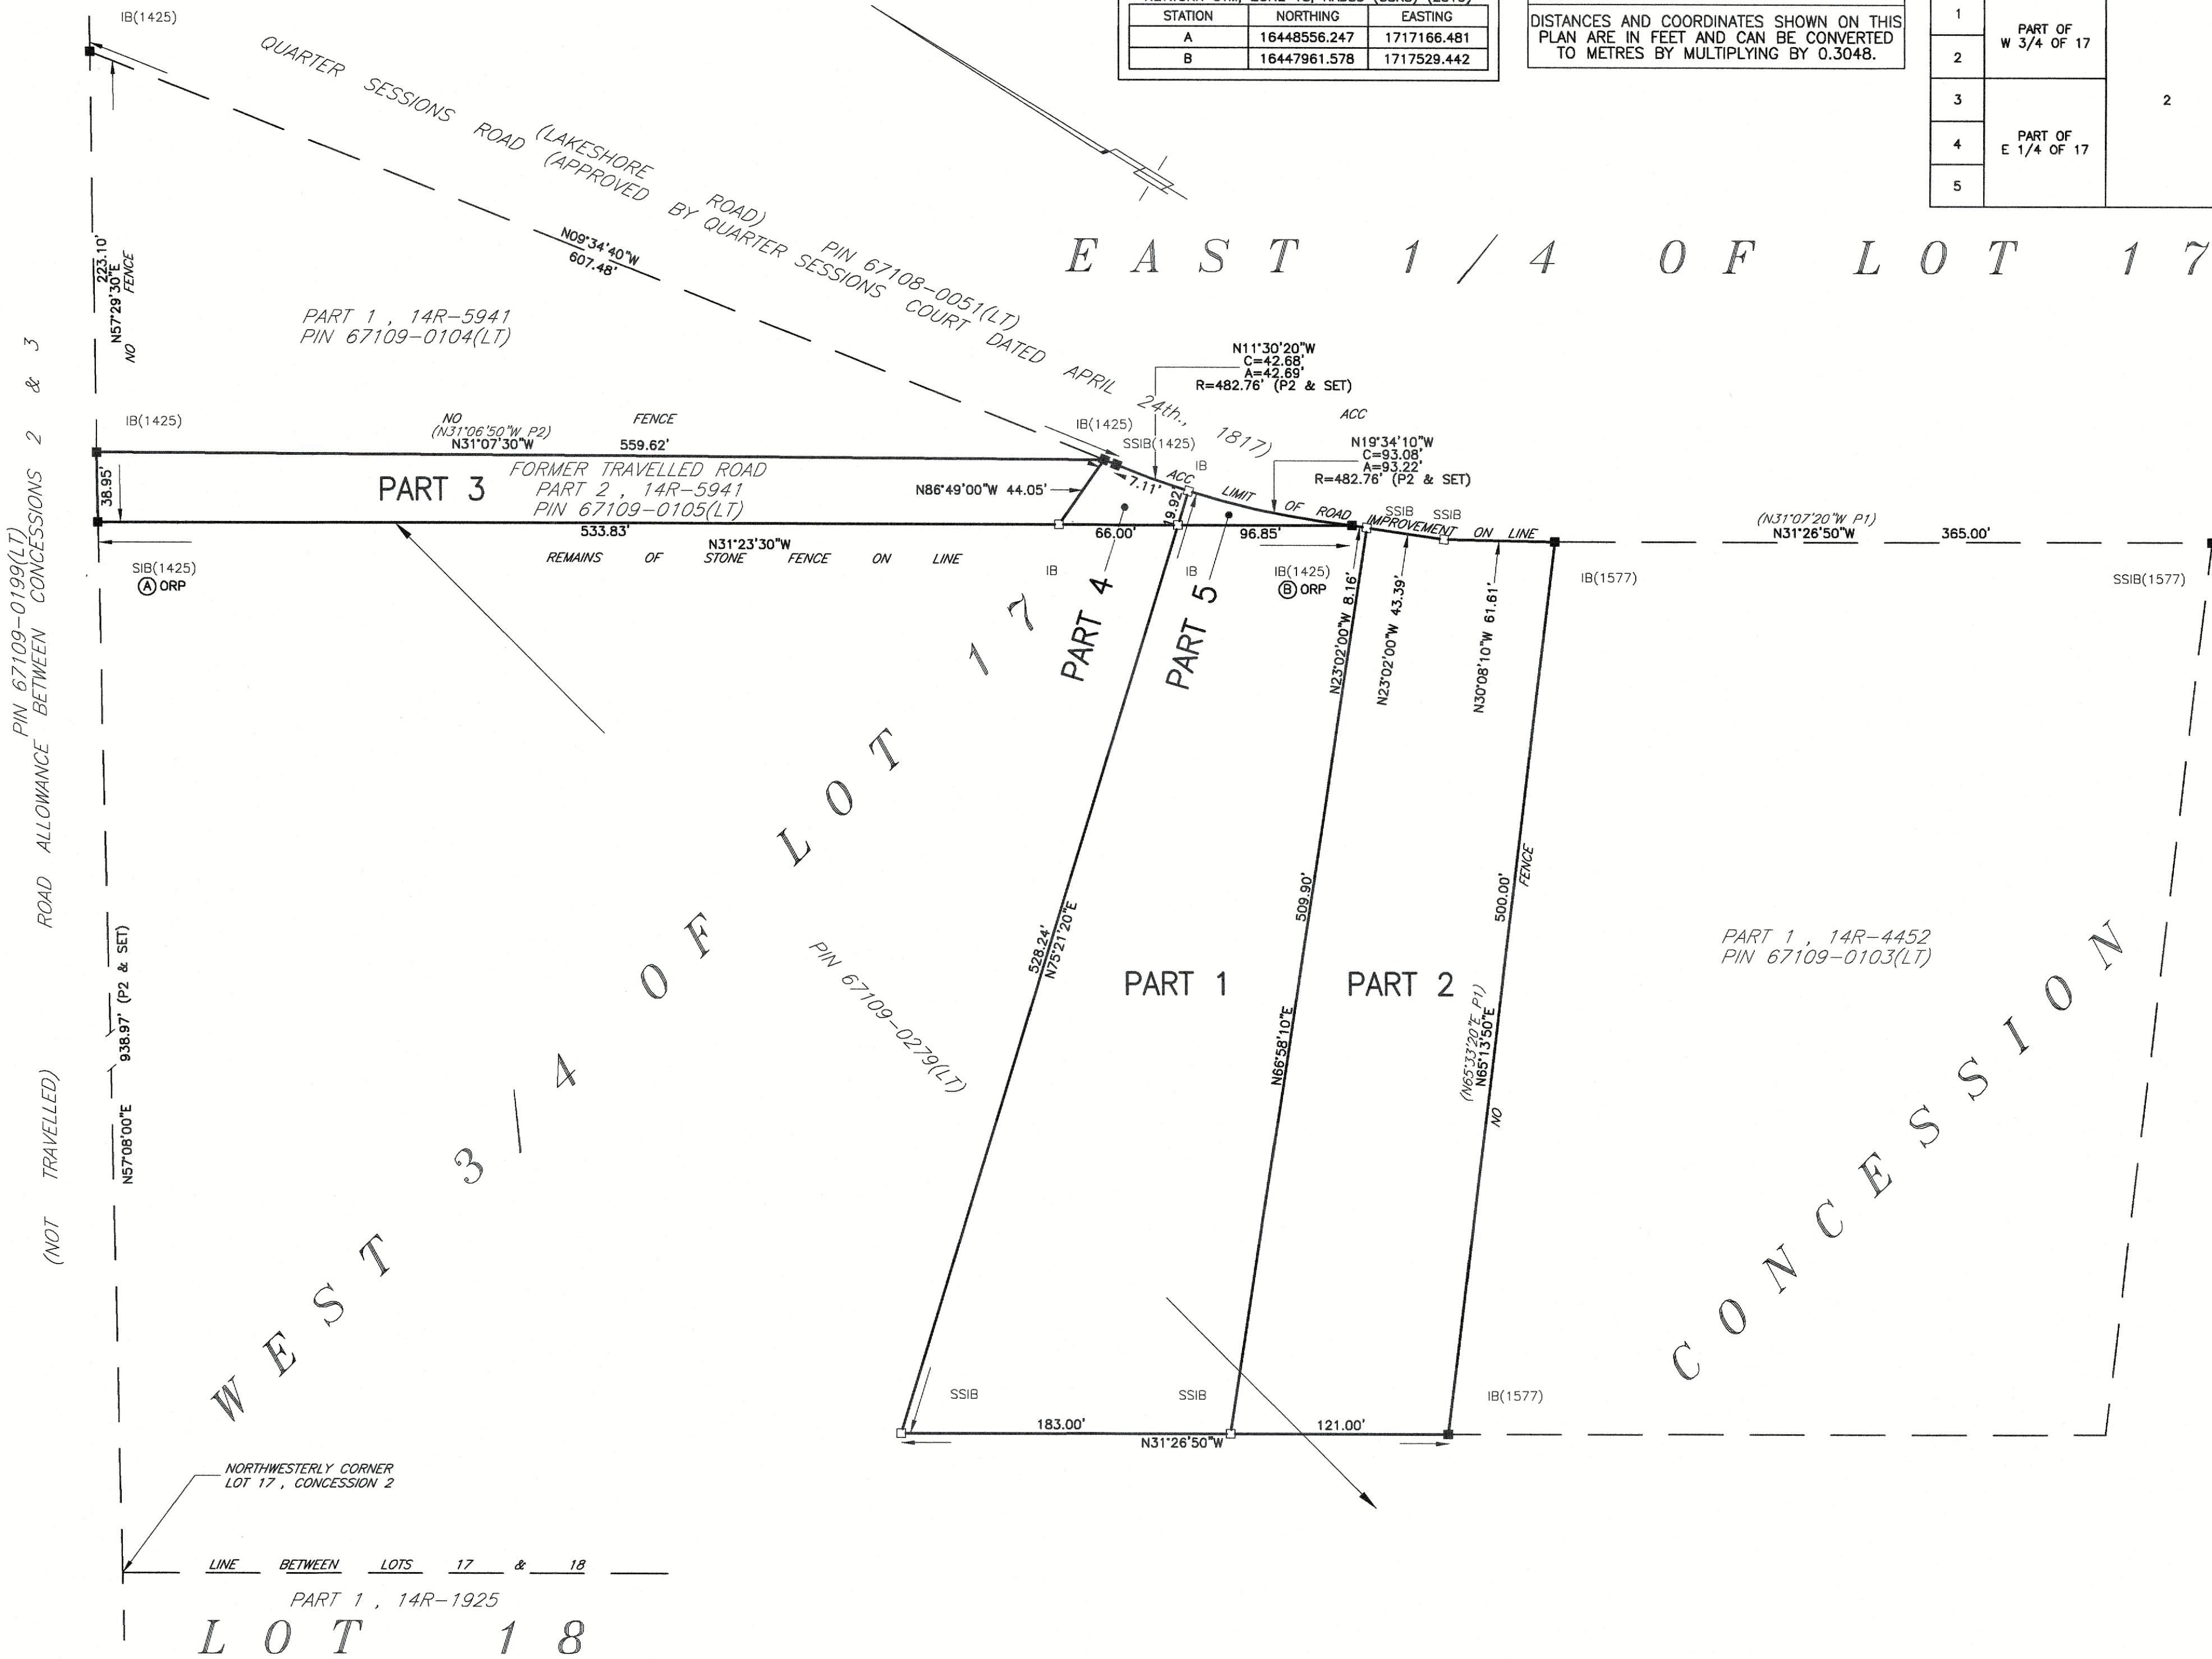 STATION NORTHING EASTING
A 16448556.247 1717166.481
B 16447961.578 1717529.442
DISTANCES AND COORDINATES SHOWN ON THIS
PLAN ARE IN FEET AND CAN BE CONVERTED
TO METRES BY MULTIPLYING BY 0.3048.
1
2
PART OF
W 3/4 OF 17
3
4
5
PART OF
E 1/4 OF 17
2
IB(1425)
QUARTER SESSIONS ROAD (LAKESHORE ROAD) PIN 67108-0051(LT)
(APPROVED BY QUARTER SESSIONS COURT DATED APRIL 24th., 1817)
N09°34'40"W
607.48'
EAST 1/4 OF LOT 17
223.10'
N57°29'30"E
NO FENCE
PART 1 , 14R-5941
PIN 67109-0104(LT)
PIN 67109-0199(LT)
ROAD ALLOWANCE BETWEEN CONCESSIONS 2 & 3
(NOT TRAVELLED)
N11°30'20"W
C=42.68'
A=42.69'
R=482.76' (P2 & SET)
ACC
N19°34'10"W
C=93.08'
A=93.22'
R=482.76' (P2 & SET)
IB(1425)
NO FENCE
(N31°06'50"W P2)
N31°07'30"W 559.62'
IB(1425)
SSIB(1425)
IB
FORMER TRAVELLED ROAD
PART 3
PART 2 , 14R-5941
PIN 67109-0105(LT)
38.95'
N86°49'00"W 44.05'
7.11'
ACC
19.92'
LIMIT OF ROAD IMPROVEMENT ON LINE
SSIB
SSIB
533.83'
N31°23'30"W
66.00'
96.85'
REMAINS OF STONE FENCE ON LINE
(N31°07'20"W P1)
N31°26'50"W 365.00'
SIB(1425)
A ORP
IB
IB
IB(1425)
B ORP
IB(1577)
SSIB(1577)
PART 4
PART 5
N23°02'00"W 8.16'
N23°02'00"W 43.39'
N30°08'10"W 61.61'
WEST 3/4 OF LOT 17
PIN 67109-0279(LT)
528.24'
N75°21'20"E
PART 1
509.90'
N66°58'10"E
PART 2
500.00'
NO FENCE
(N65°33'20"E P1)
N65°13'50"E
PART 1 , 14R-4452
PIN 67109-0103(LT)
CONCESSION
938.97' (P2 & SET)
N57°08'00"E
SSIB
SSIB
IB(1577)
183.00'
121.00'
N31°26'50"W
NORTHWESTERLY CORNER
LOT 17 , CONCESSION 2
LINE BETWEEN LOTS 17 & 18
PART 1 , 14R-1925
LOT 18